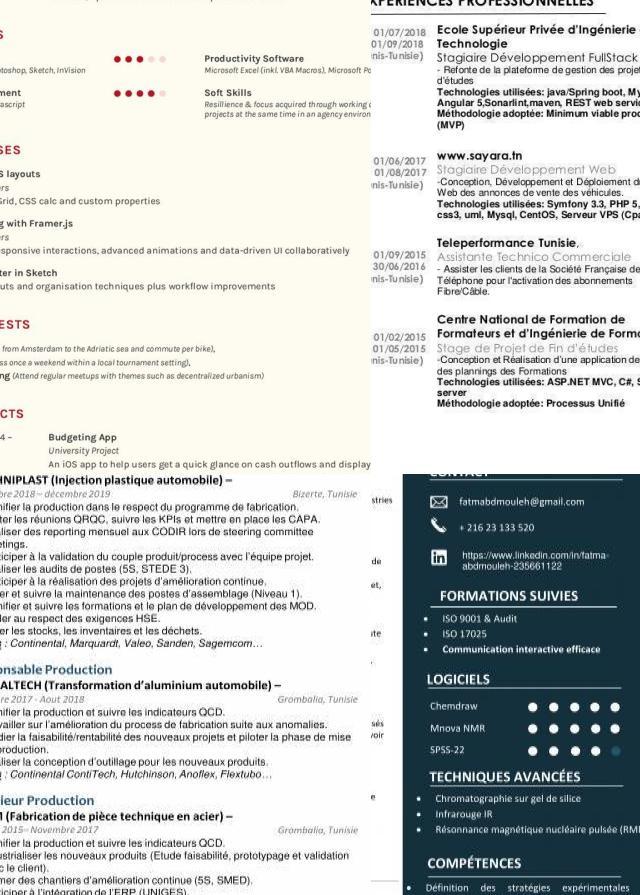 S
Productivity Software
otoshop, Sketch, InVision
Microsoft Excel (inkl. VBA Macros), Microsoft Po
ment
Soft Skills
ascript
Resillience & focus acquired through working o
projects at the same time in an agency environ
SES
S layouts
ers
Grid, CSS calc and custom properties
g with Framer.js
ers
esponsive interactions, advanced animations and data-driven UI collaboratively
ter in Sketch
uts and organisation techniques plus workflow improvements
ESTS
from Amsterdam to the Adriatic sea and commute per bike),
ss once a weekend within a local tournament setting),
ng (Attend regular meetups with themes such as decentralized urbanism)
CTS
4 –
Budgeting App
University Project
An iOS app to help users get a quick glance on cash outflows and display
XPÉRIENCES PROFESSIONNELLES
01/07/2018
01/09/2018
nis-Tunisie)
Ecole Supérieur Privée d'Ingénierie
Technologie
Stagiaire Développement FullStack
- Refonte de la plateforme de gestion des projet
d'études
Technologies utilisées: java/Spring boot, My
Angular 5,Sonarlint,maven, REST web servic
Méthodologie adoptée: Minimum viable prod
(MVP)
01/06/2017
01/08/2017
nis-Tunisie)
www.sayara.tn
Stagiaire Développement Web
-Conception, Développement et Déploiement d
Web des annonces de vente des véhicules.
Technologies utilisées: Symfony 3.3, PHP 5,
css3, uml, Mysql, CentOS, Serveur VPS (Cpa
01/09/2015
30/06/2016
nis-Tunisie)
Teleperformance Tunisie,
Assistante Technico Commerciale
- Assister les clients de la Société Française de
Téléphone pour l'activation des abonnements
Fibre/Câble.
01/02/2015
01/05/2015
nis-Tunisie)
Centre National de Formation de
Formateurs et d'Ingénierie de Forma
Stage de Projet de Fin d'études
-Conception et Réalisation d'une application de
des plannings des Formations
Technologies utilisées: ASP.NET MVC, C#, S
server
Méthodologie adoptée: Processus Unifié
HNIPLAST (Injection plastique automobile) –
bre 2018 – décembre 2019
Bizerte, Tunisie
nifier la production dans le respect du programme de fabrication.
ter les réunions QRQC, suivre les KPIs et mettre en place les CAPA.
aliser des reporting mensuel aux CODIR lors de steering committee
etings.
ticiper à la validation du couple produit/process avec l'équipe projet.
aliser les audits de postes (5S, STEDE 3).
ticiper à la réalisation des projets d'amélioration continue.
er et suivre la maintenance des postes d'assemblage (Niveau 1).
nifier et suivre les formations et le plan de développement des MOD.
ler au respect des exigences HSE.
er les stocks, les inventaires et les déchets.
: Continental, Marquardt, Valeo, Sanden, Sagemcom…
onsable Production
ALTECH (Transformation d'aluminium automobile) –
re 2017 - Aout 2018
Grombalia, Tunisie
nifier la production et suivre les indicateurs QCD.
vailler sur l'amélioration du process de fabrication suite aux anomalies.
dier la faisabilité/rentabilité des nouveaux projets et piloter la phase de mise
production.
aliser la conception d'outillage pour les nouveaux produits.
: Continental ContiTech, Hutchinson, Anoflex, Flextubo…
ieur Production
M (Fabrication de pièce technique en acier) –
2015– Novembre 2017
Grombalia, Tunisie
nifier la production et suivre les indicateurs QCD.
ustrialiser les nouveaux produits (Etude faisabilité, prototypage et validation
c le client).
mer des chantiers d'amélioration continue (5S, SMED).
ticiper à l'intégration de l'ERP (UNIGES).
stries
de
et,
ute
sés
voir
e
CONTACT
fatmabdmouleh@gmail.com
+ 216 23 133 520
https://www.linkedin.com/in/fatma-
abdmouleh-235661122
FORMATIONS SUIVIES
• ISO 9001 & Audit
• ISO 17025
• Communication interactive efficace
LOGICIELS
Chemdraw
Mnova NMR
SPSS-22
TECHNIQUES AVANCÉES
• Chromatographie sur gel de silice
• Infrarouge IR
• Résonnance magnétique nucléaire pulsée (RM
COMPÉTENCES
• Définition des stratégies expérimentales